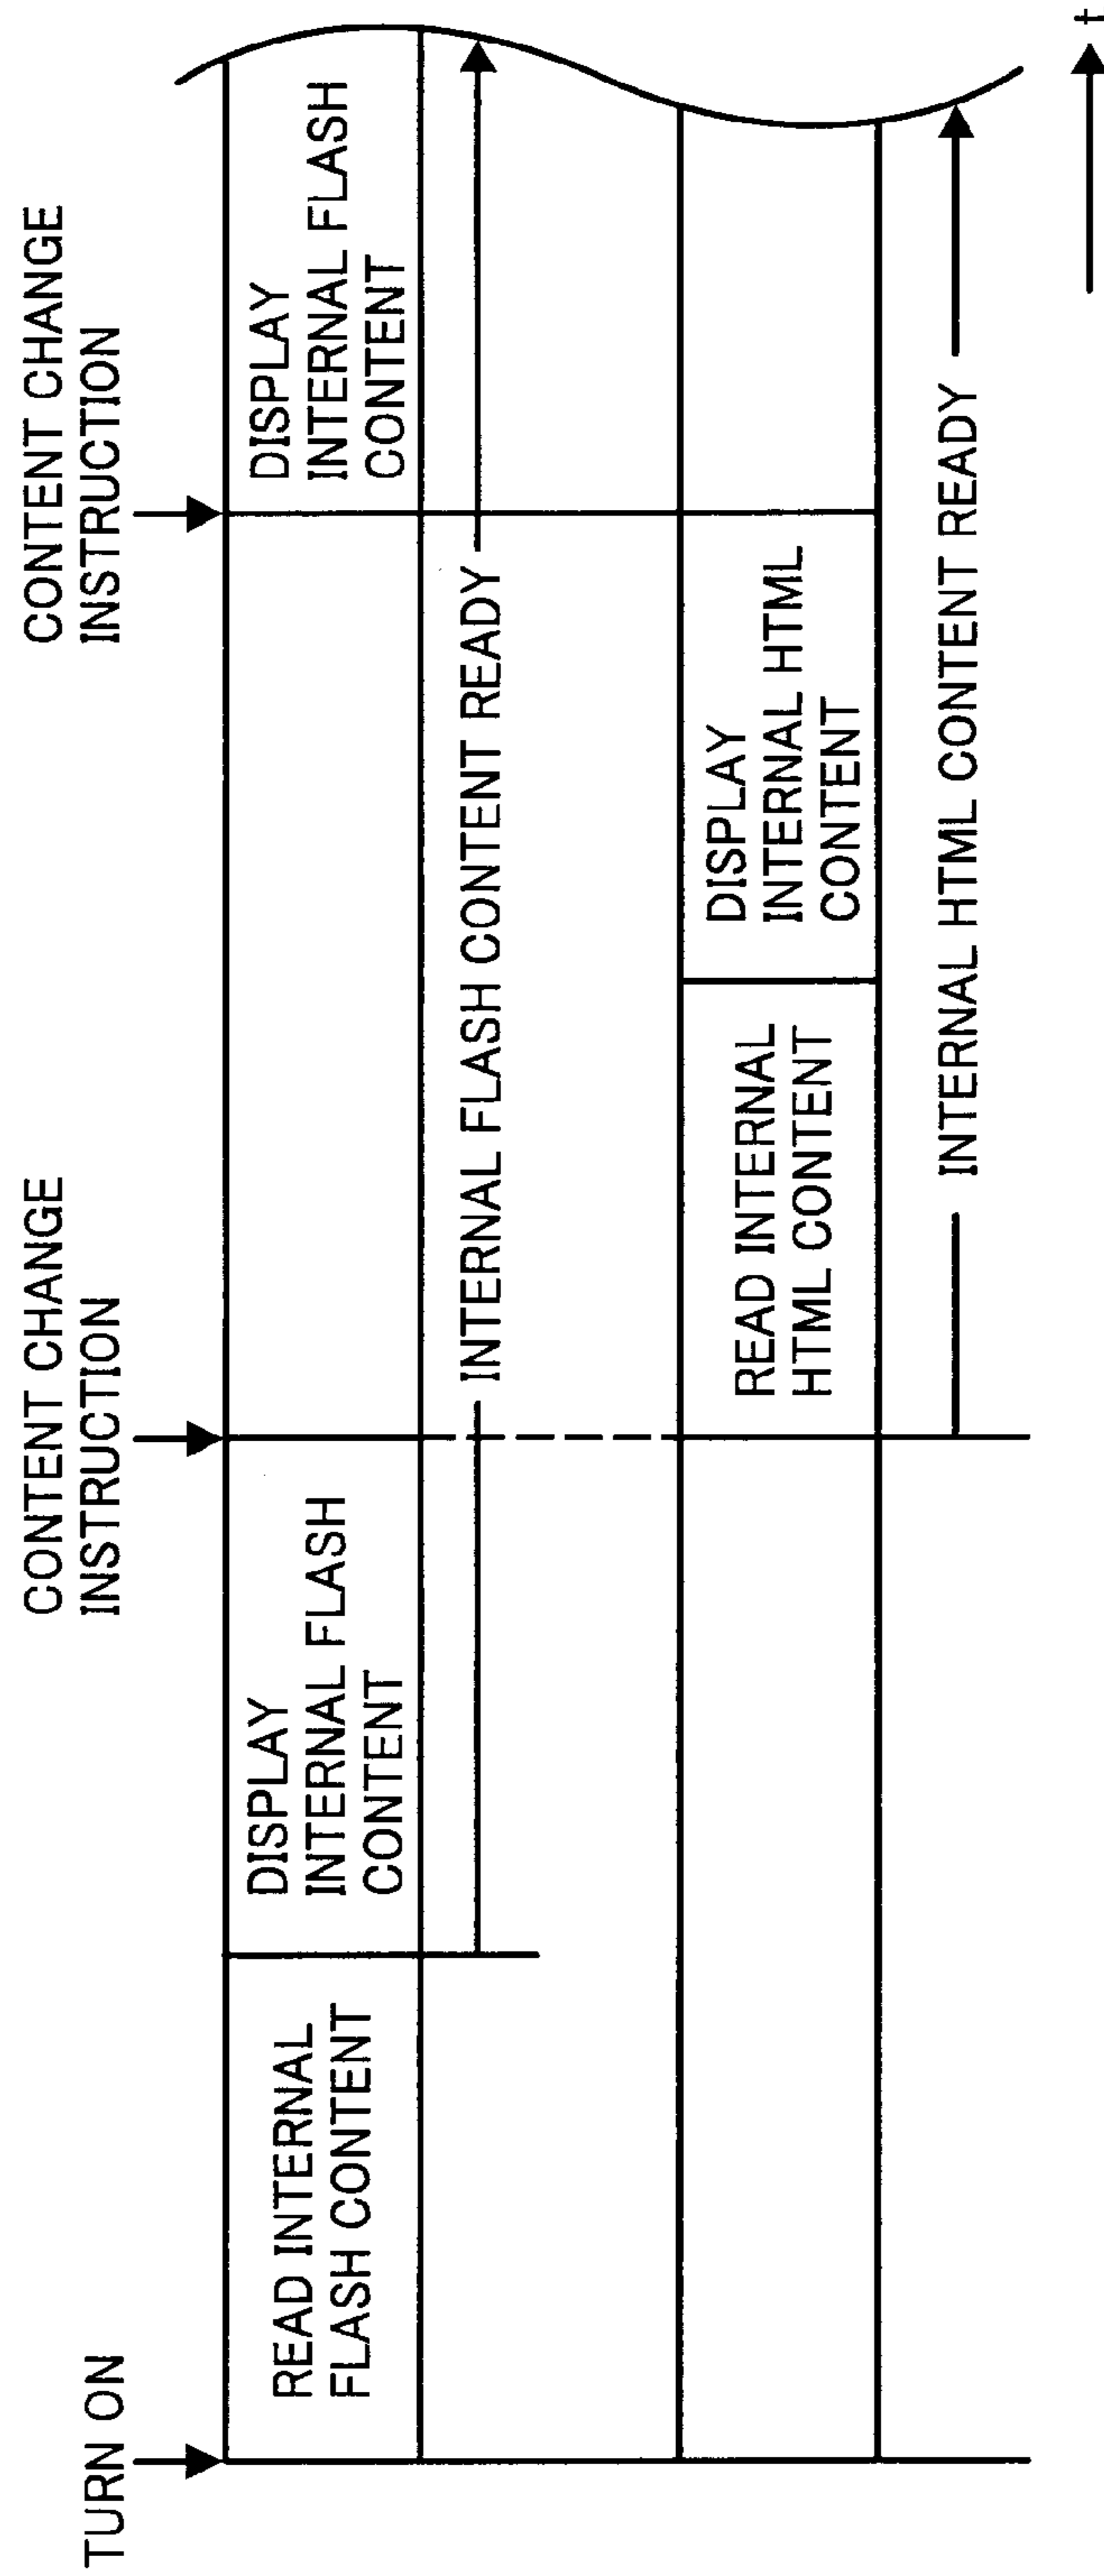 TURN ON
CONTENT CHANGE
INSTRUCTION
CONTENT CHANGE
INSTRUCTION
READ INTERNAL
FLASH CONTENT
DISPLAY
INTERNAL FLASH
CONTENT
DISPLAY
INTERNAL FLASH
CONTENT
INTERNAL FLASH CONTENT READY
READ INTERNAL
HTML CONTENT
DISPLAY
INTERNAL HTML
CONTENT
INTERNAL HTML CONTENT READY
t